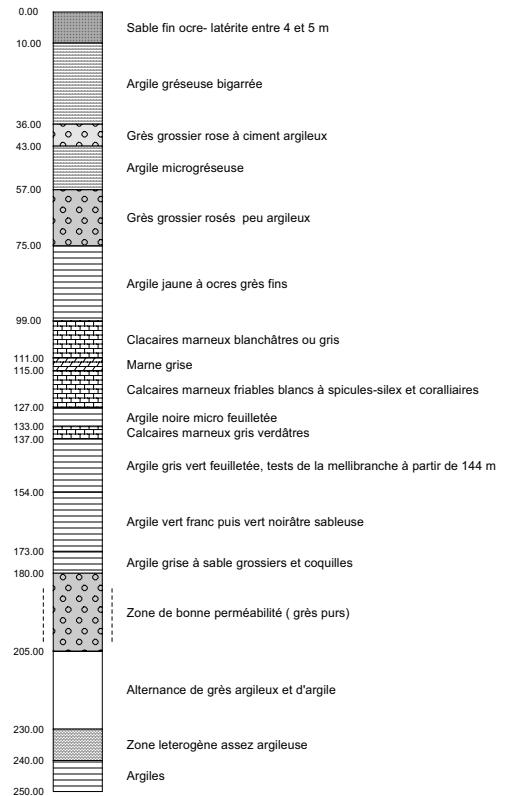 0.00
Sable fin ocre- latérite entre 4 et 5 m
10.00
Argile gréseuse bigarrée
36.00
Grès grossier rose à ciment argileux
43.00
Argile microgréseuse
57.00
Grès grossier rosés peu argileux
75.00
Argile jaune à ocres grès fins
99.00
Clacaires marneux blanchâtres ou gris
111.00
Marne grise
115.00
Calcaires marneux friables blancs à spicules-silex et coralliaires
127.00
Argile noire micro feuilletée
133.00
Calcaires marneux gris verdâtres
137.00
Argile gris vert feuilletée, tests de la mellibranche à partir de 144 m
154.00
Argile vert franc puis vert noirâtre sableuse
173.00
Argile grise à sable grossiers et coquilles
180.00
Zone de bonne perméabilité ( grès purs)
205.00
Alternance de grès argileux et d'argile
230.00
Zone leterogène assez argileuse
240.00
Argiles
250.00